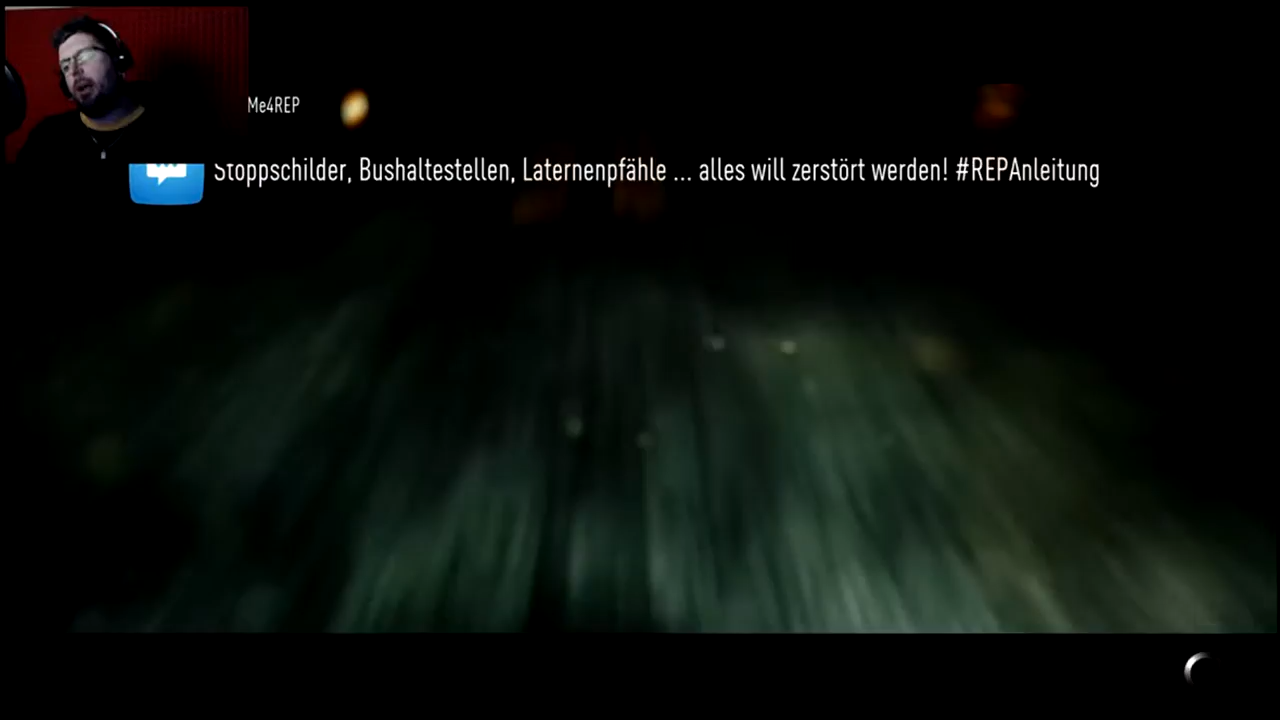 Me4REP
Stoppschilder, Bushaltestellen, Laternenpfähle ... alles will zerstört werden! #REPAnleitung